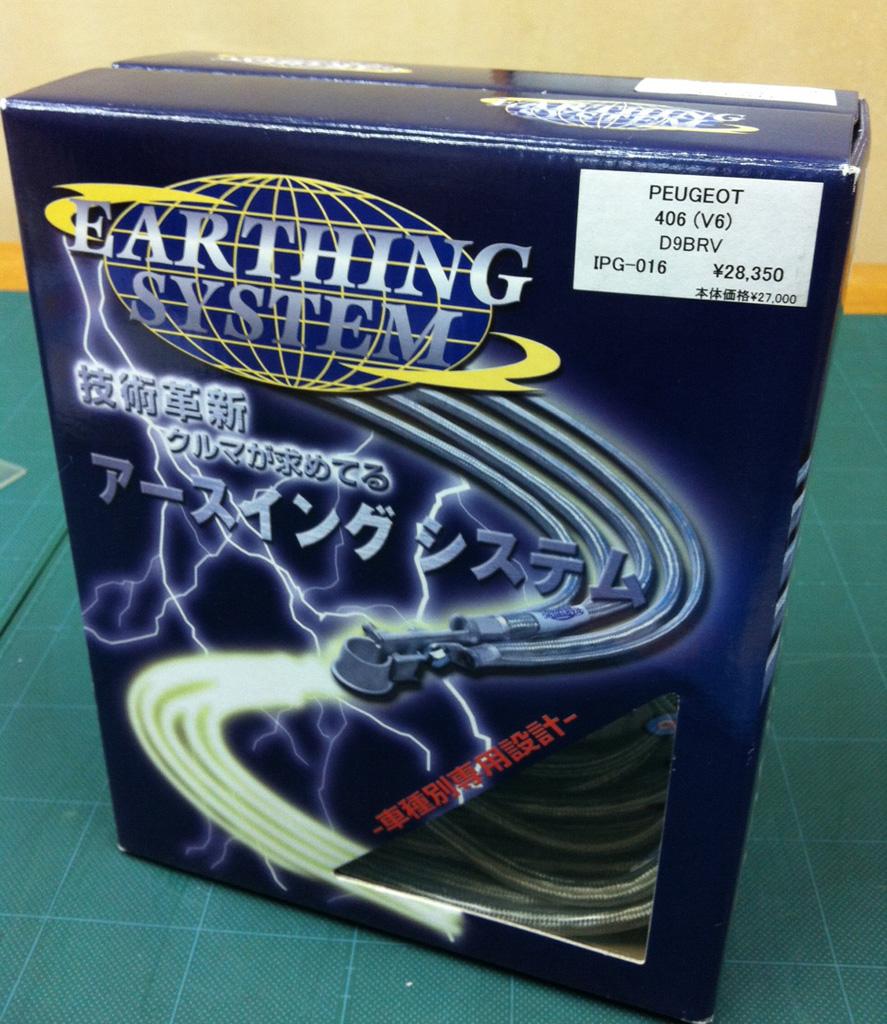 EARTHING
SYSTEM
PEUGEOT
406 (V6)
D9BRV
IPG-016 ¥28,350
本体価格¥27,000
EARTHING
SYSTEM
技術革新
クルマが求めてる
アースイング システム
-車種別専用設計-